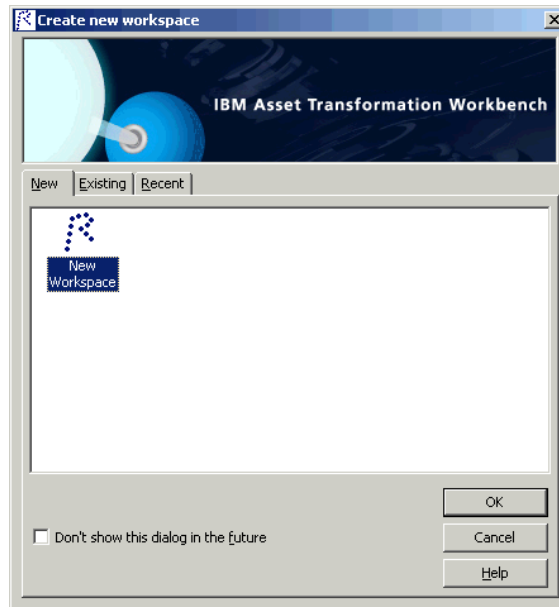 Create new workspace
IBM Asset Transformation Workbench
New
Existing
Recent
New
Workspace
OK
Don't show this dialog in the future
Cancel
Help